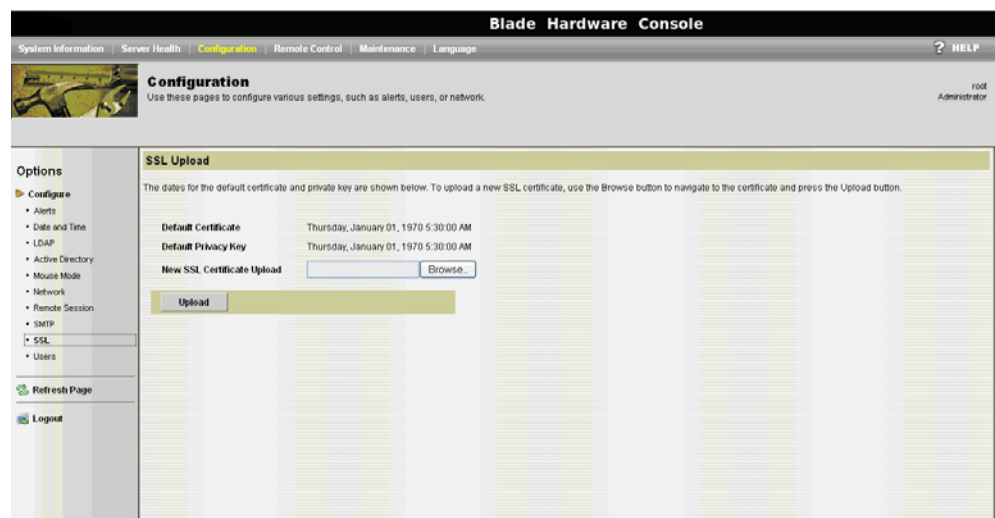 Blade Hardware Console
System Information | Server Health | Configuration | Remote Control | Maintenance | Language
? HELP
Configuration
Use these pages to configure various settings, such as alerts, users, or network.
root
Administrator
Options
Configure
• Alerts
• Date and Time
• LDAP
• Active Directory
• Mouse Mode
• Network
• Remote Session
• SMTP
• SSL
• Users
Refresh Page
Logout
SSL Upload
The dates for the default certificate and private key are shown below. To upload a new SSL certificate, use the Browse button to navigate to the certificate and press the Upload button.
Default Certificate Thursday, January 01, 1970 5:30:00 AM
Default Privacy Key Thursday, January 01, 1970 5:30:00 AM
New SSL Certificate Upload Browse...
Upload